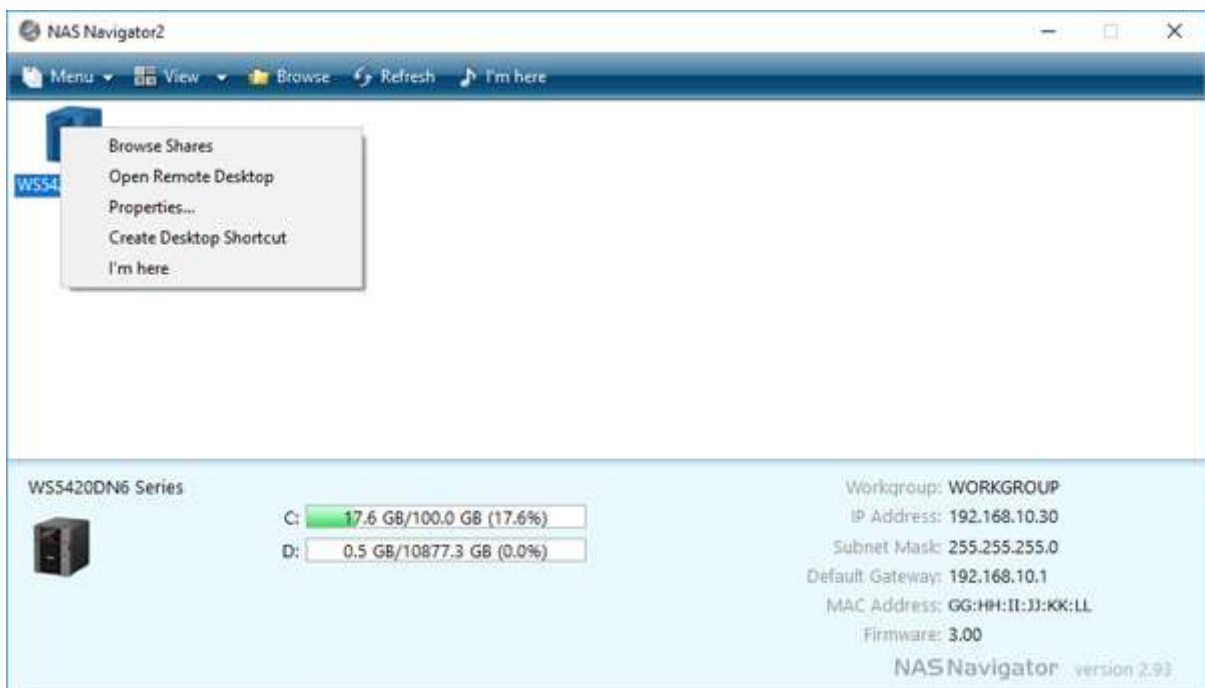 NAS Navigator2
Menu View Browse Refresh I'm here
WS54
Browse Shares
Open Remote Desktop
Properties...
Create Desktop Shortcut
I'm here
WS5420DN6 Series
C: 17.6 GB/100.0 GB (17.6%)
D: 0.5 GB/10877.3 GB (0.0%)
Workgroup: WORKGROUP
IP Address: 192.168.10.30
Subnet Mask: 255.255.255.0
Default Gateway: 192.168.10.1
MAC Address: GG:HH:II:JJ:KK:LL
Firmware: 3.00
NAS Navigator version 2.93